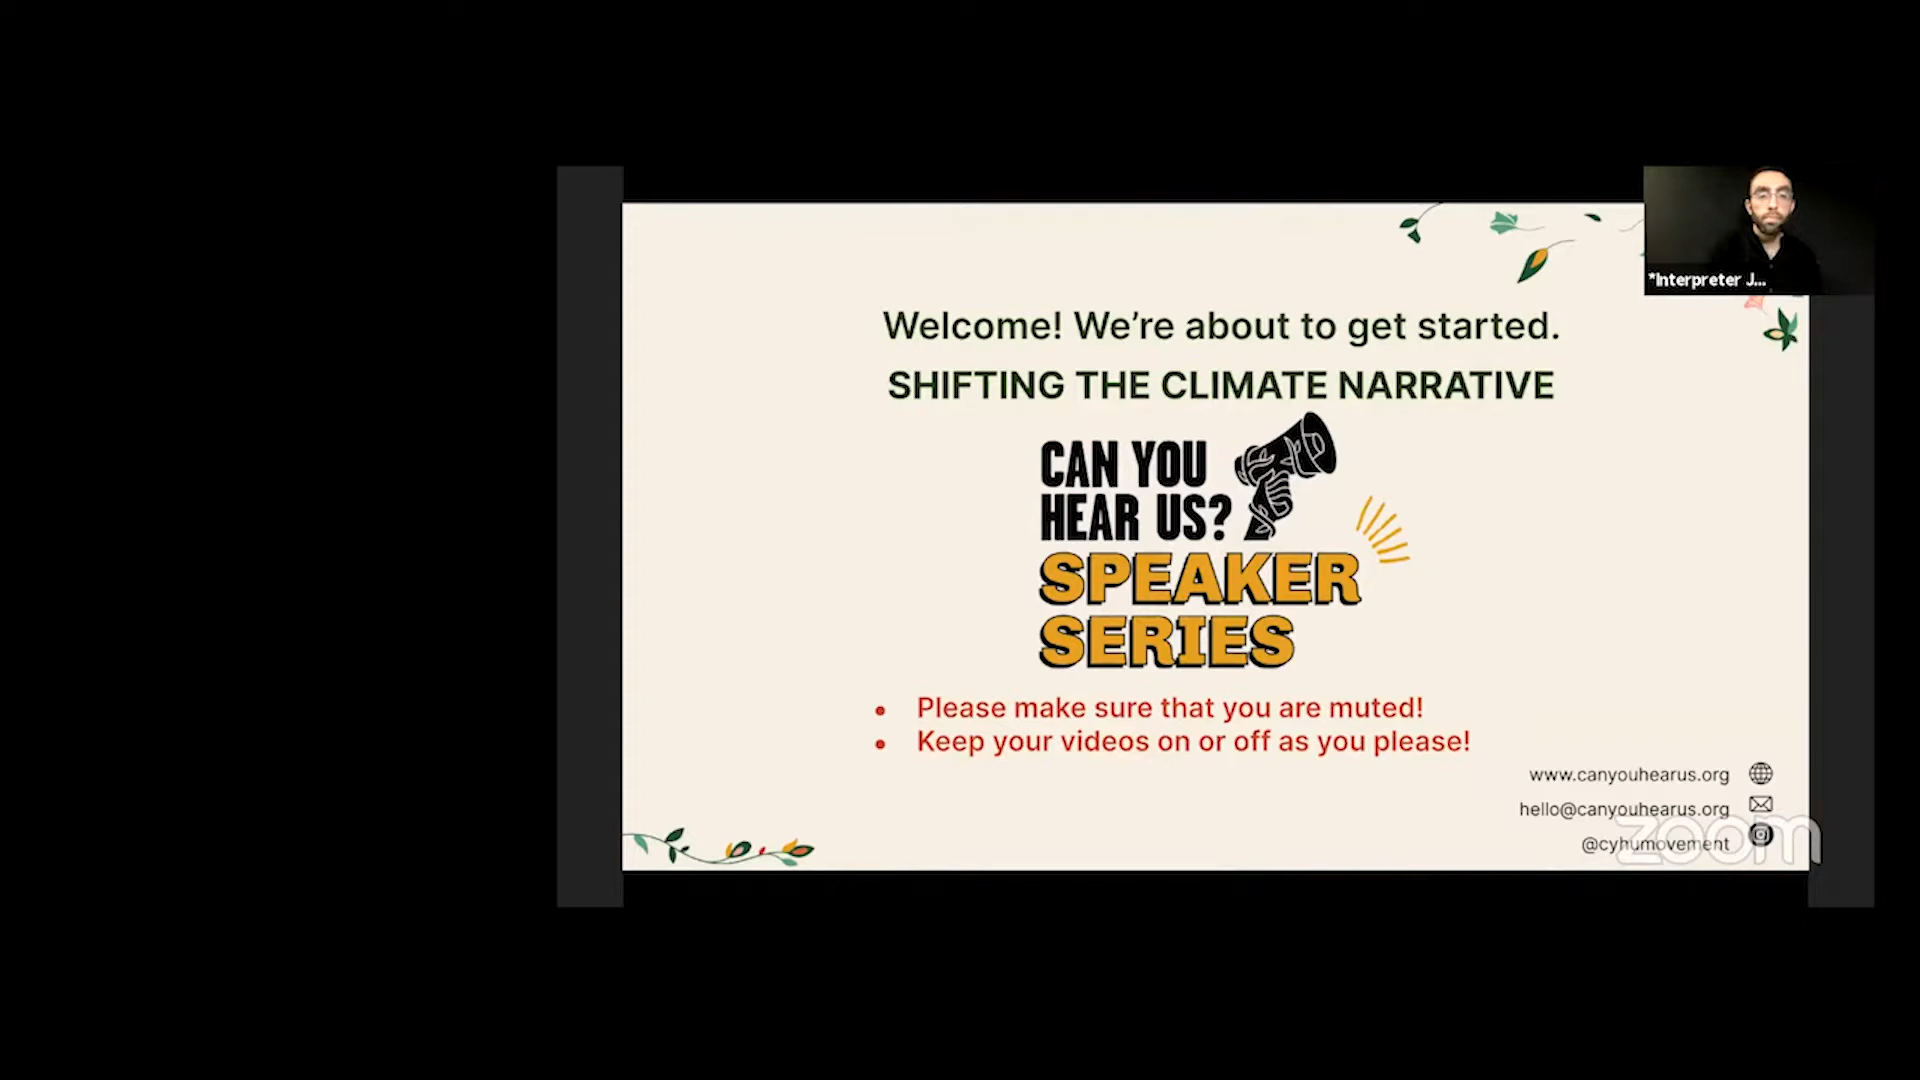 *Interpreter J...
Welcome! We’re about to get started.
SHIFTING THE CLIMATE NARRATIVE
CAN YOU
HEAR US?
SPEAKER
SERIES
• Please make sure that you are muted!
• Keep your videos on or off as you please!
www.canyouhearus.org
hello@canyouhearus.org
@cyhumovement
zoom